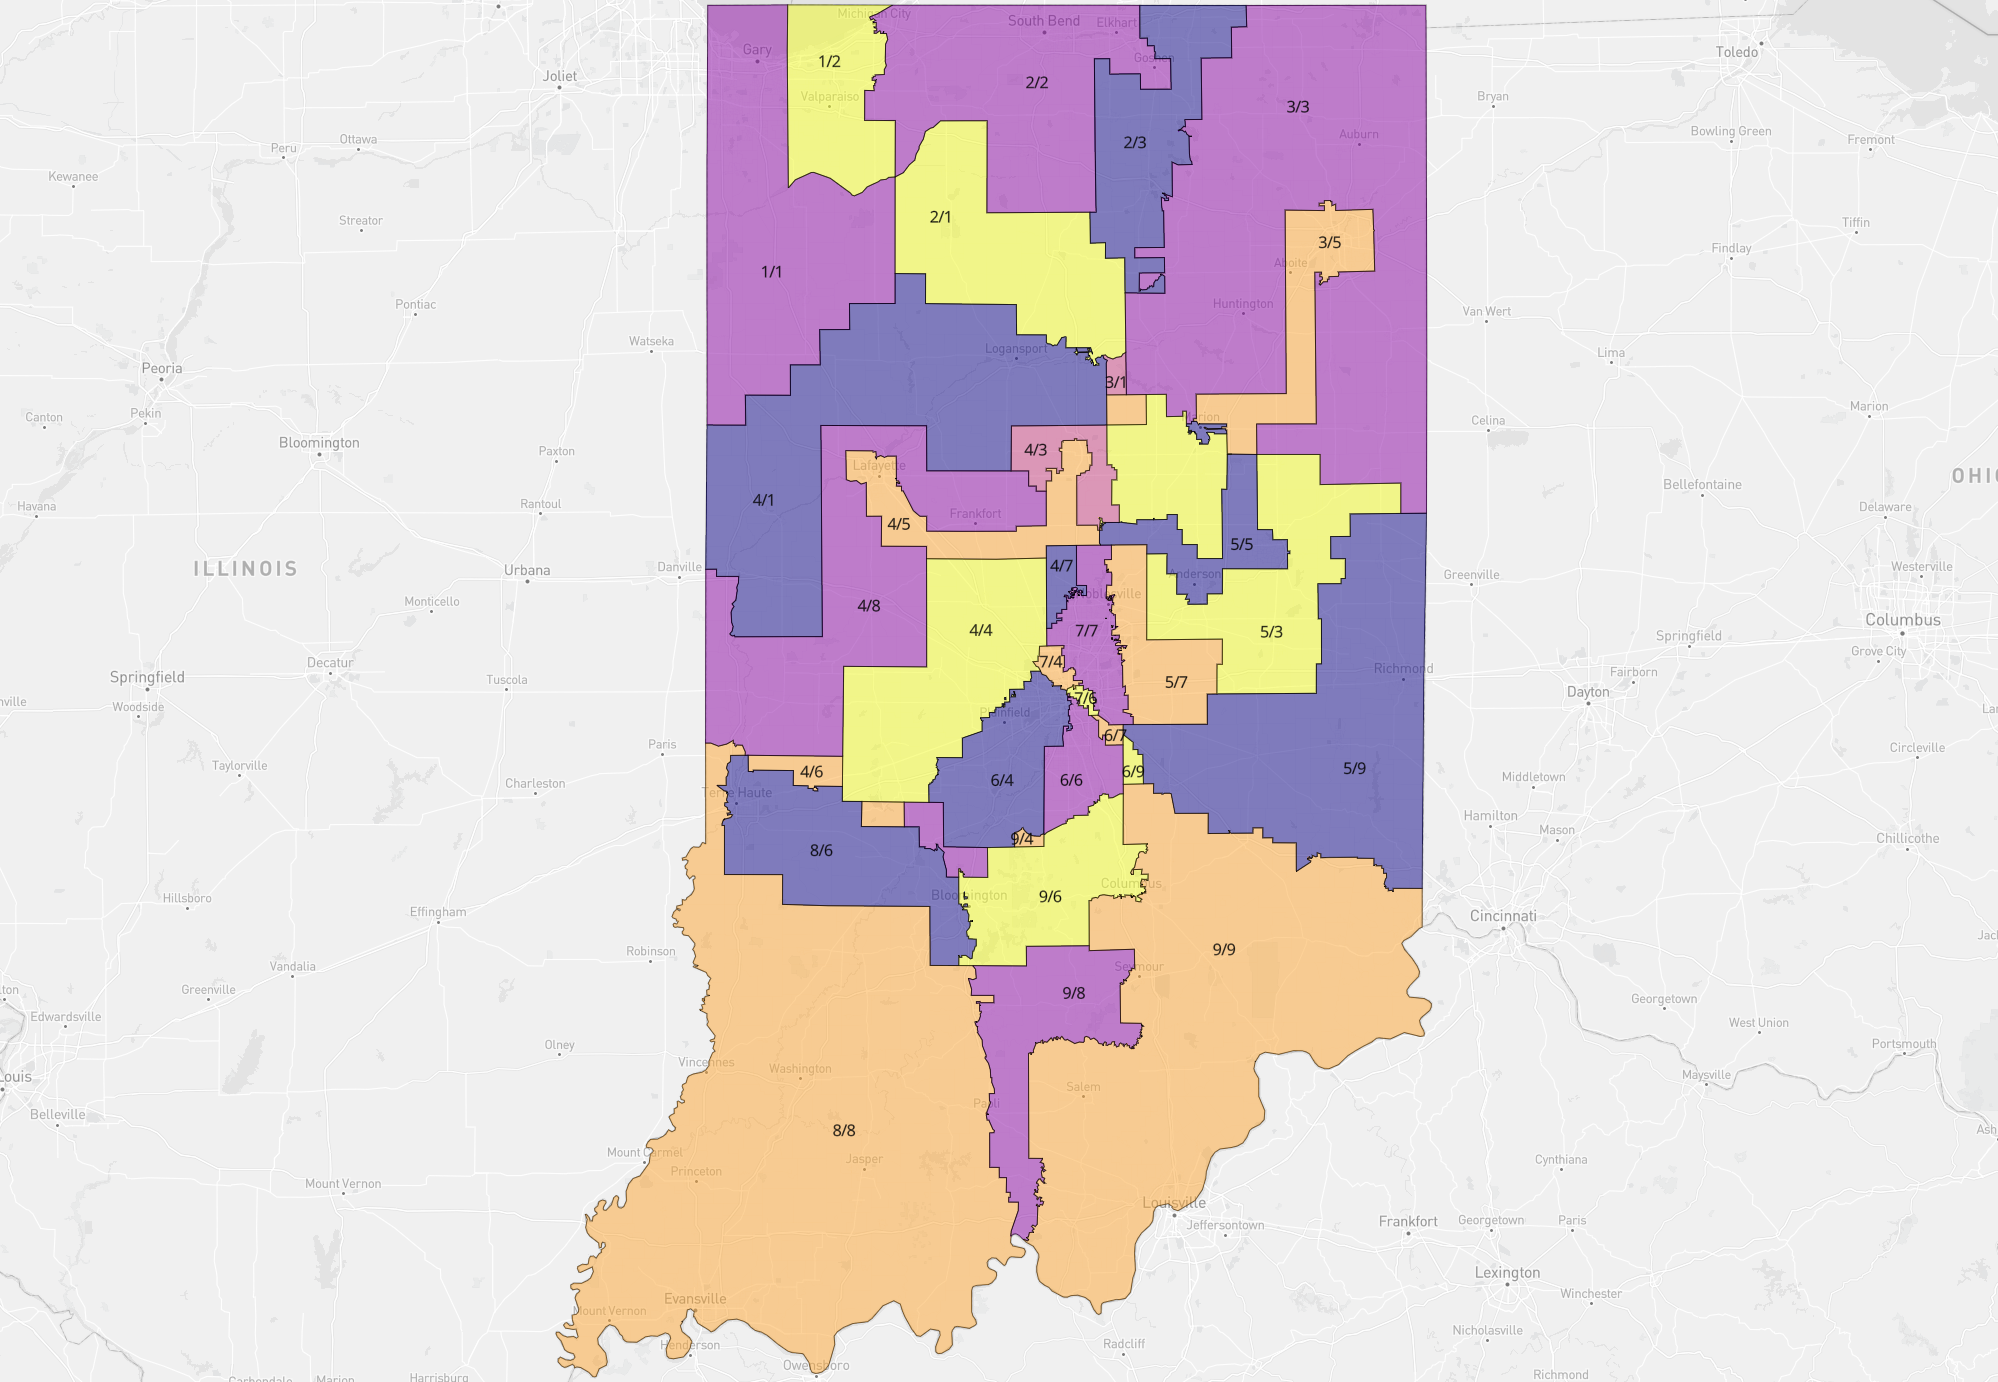 Michigan City
South Bend
Elkhart
Toledo
Gary
1/2
Goshen
Joliet
2/2
Valparaiso
Bryan
3/3
Ottawa
Auburn
Bowling Green
Fremont
Peru
2/3
Kewanee
Streator
2/1
Tiffin
3/5
Findlay
Aboite
1/1
Pontiac
Huntington
Van Wert
Watseka
Logansport
Lima
Peoria
3/1
Canton
Pekin
Marion
Celina
Bloomington
4/3
Paxton
Lafayette
OHIO
Bellefontaine
4/1
Havana
Rantoul
Frankfort
Delaware
4/5
5/5
ILLINOIS
Danville
4/7
Urbana
Anderson
Westerville
Greenville
Noblesville
Monticello
4/8
Columbus
4/4
7/7
5/3
Springfield
Grove City
Decatur
7/4
Richmond
Springfield
Tuscola
5/7
Fairborn
Dayton
7/6
Woodside
Plainfield
6/7
Paris
Circleville
Taylorville
4/6
6/9
5/9
Charleston
6/4
6/6
Middletown
Terre Haute
Hamilton
Mason
Chillicothe
9/4
8/6
Columbus
Bloomington
9/6
Hillsboro
Effingham
Cincinnati
9/9
Robinson
Vandalia
Seymour
Greenville
9/8
Georgetown
Edwardsville
West Union
Olney
Portsmouth
Vincennes
Washington
Louis
Maysville
Salem
Paoli
Belleville
8/8
Mount Carmel
Jasper
Cynthiana
Princeton
Mount Vernon
Louisville
Jeffersontown
Frankfort
Georgetown
Paris
Lexington
Winchester
Evansville
Mount Vernon
Nicholasville
Henderson
Radcliff
Owensboro
Carbondale
Marion
Harrisburg
Richmond